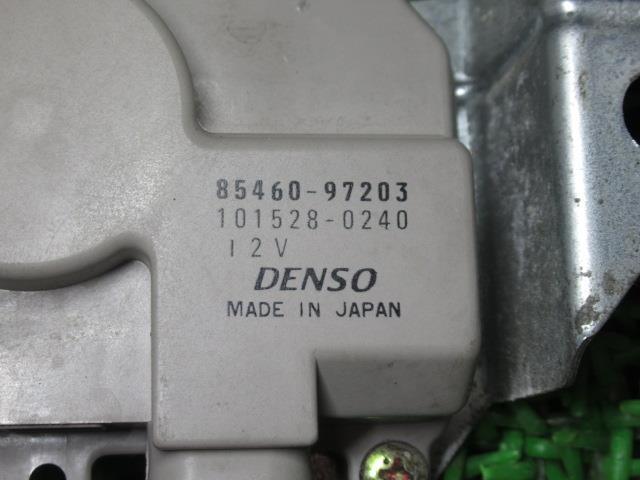 85460-97203
101528-0240
12V
DENSO
MADE IN JAPAN